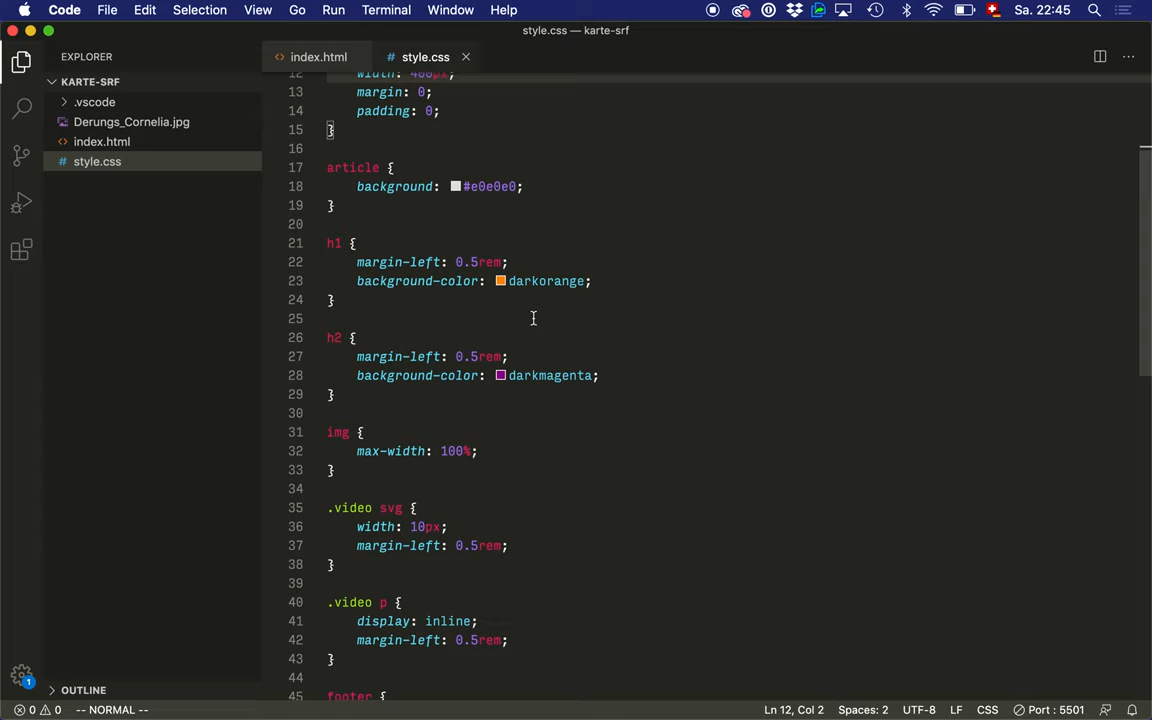 Code File Edit Selection View Go Run Terminal Window Help Sa. 22:45
style.css — karte-srf
EXPLORER
index.html
style.css
KARTE-SRF
.vscode
Derungs_Cornelia.jpg
index.html
style.css
12 width: 400px;
13 margin: 0;
14 padding: 0;
15 }
16
17 article {
18 background: #e0e0e0;
19 }
20
21 h1 {
22 margin-left: 0.5rem;
23 background-color: darkorange;
24 }
25
26 h2 {
27 margin-left: 0.5rem;
28 background-color: darkmagenta;
29 }
30
31 img {
32 max-width: 100%;
33 }
34
35 .video svg {
36 width: 10px;
37 margin-left: 0.5rem;
38 }
39
40 .video p {
41 display: inline;
42 margin-left: 0.5rem;
43 }
44
45 footer {
OUTLINE
1
0 0 -- NORMAL -- Ln 12, Col 2 Spaces: 2 UTF-8 LF CSS Port : 5501